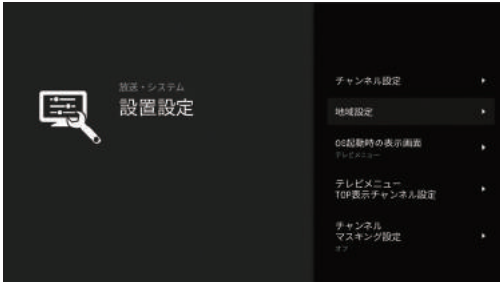 放送・システム
設置設定
チャンネル設定
地域設定
OS起動時の表示画面
テレビメニュー
テレビメニュー
TOP表示チャンネル設定
チャンネル
マスキング設定
オフ